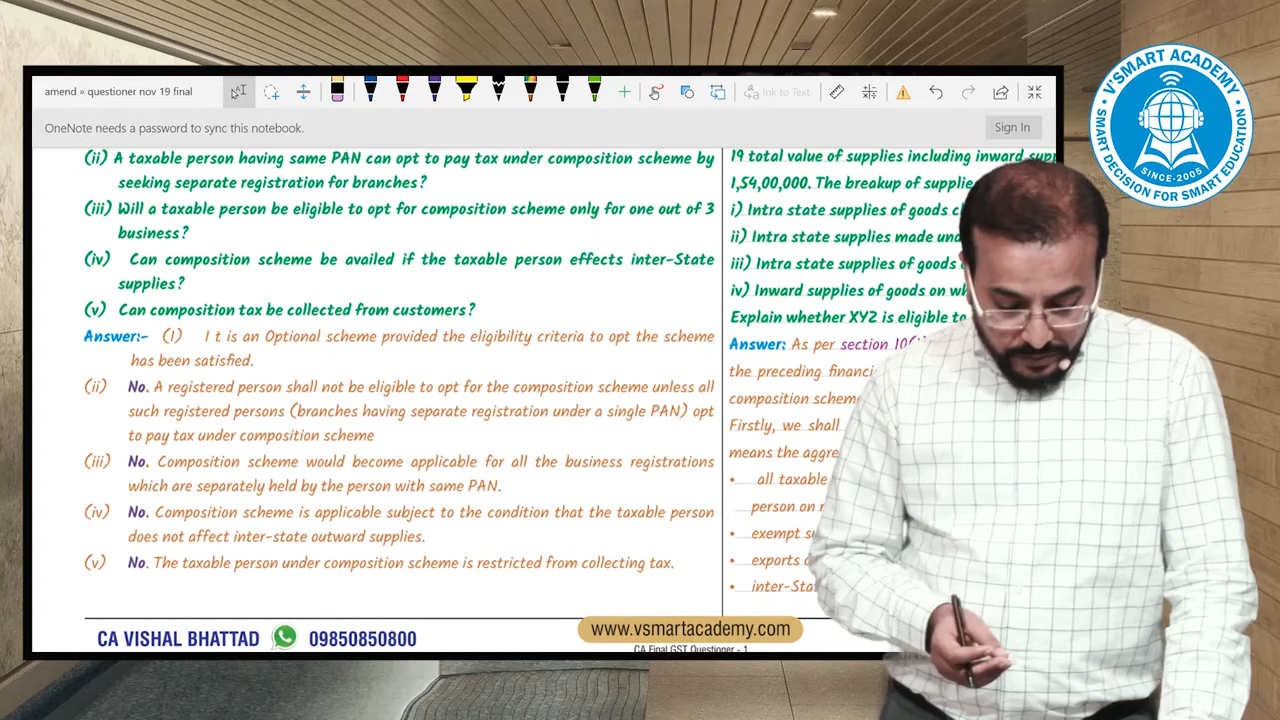 amend » questioner nov 19 final
Ink to Text
OneNote needs a password to sync this notebook.
Sign In
(ii) A taxable person having same PAN can opt to pay tax under composition scheme by
seeking separate registration for branches?
(iii) Will a taxable person be eligible to opt for composition scheme only for one out of 3
business?
(iv) Can composition scheme be availed if the taxable person effects inter-State
supplies?
(v) Can composition tax be collected from customers?
Answer:- (I) I t is an Optional scheme provided the eligibility criteria to opt the scheme
has been satisfied.
(ii) No. A registered person shall not be eligible to opt for the composition scheme unless all
such registered persons (branches having separate registration under a single PAN) opt
to pay tax under composition scheme
(iii) No. Composition scheme would become applicable for all the business registrations
which are separately held by the person with same PAN.
(iv) No. Composition scheme is applicable subject to the condition that the taxable person
does not affect inter-state outward supplies.
(v) No. The taxable person under composition scheme is restricted from collecting tax.
19 total value of supplies including inward
1,54,00,000. The breakup of
i) Intra state supplies of goods
ii) Intra state supplies made
iii) Intra state supplies of goods
iv) Inward supplies of goods on
Explain whether XYZ is eligible to
Answer: As per section
the preceding
composition
Firstly, we shall
means the
• all taxable
person on
• exempt
• exports
•
CA VISHAL BHATTAD 09850850800
www.vsmartacademy.com
CA Final GST Questioner - 1
V'SMART ACADEMY
SINCE-2005
SMART DECISION FOR SMART EDUCATION